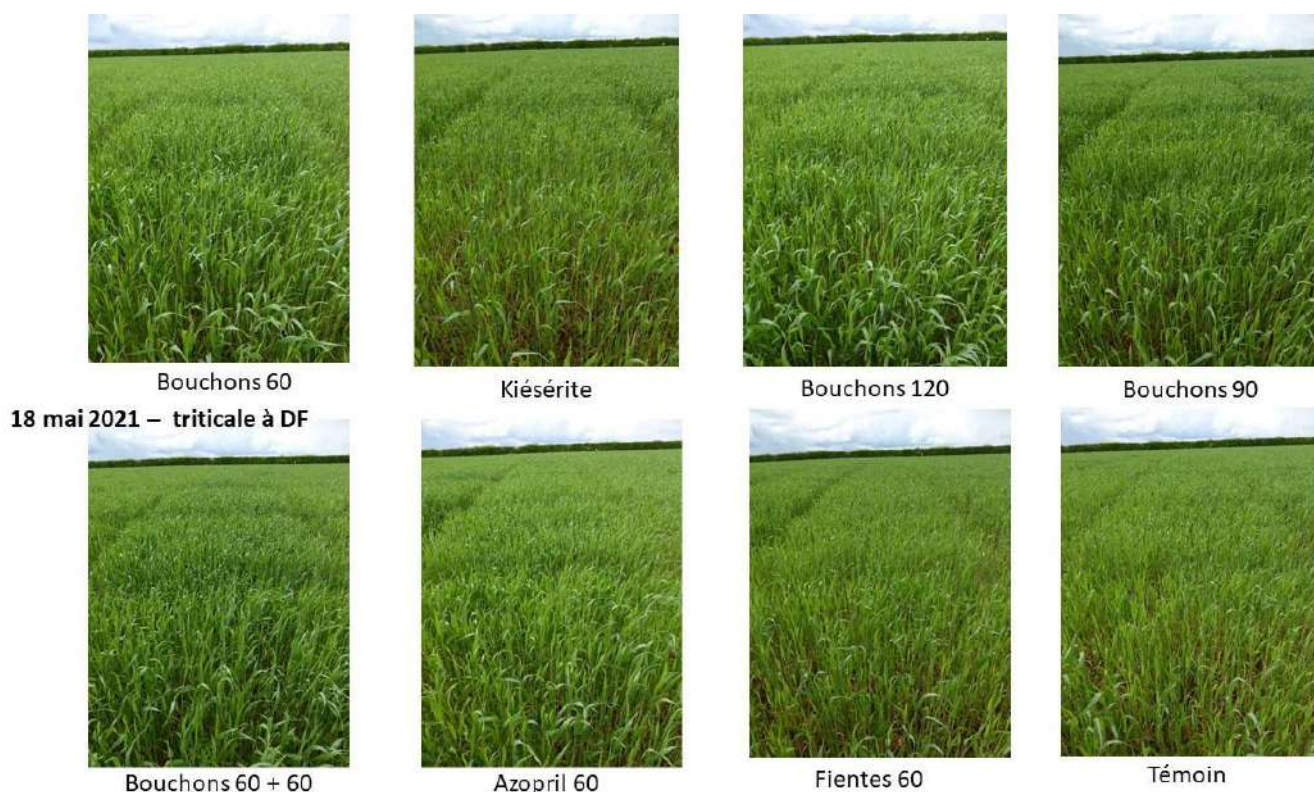 Bouchons 60
Kiésérite
Bouchons 120
Bouchons 90
18 mai 2021 – triticale à DF
Bouchons 60 + 60
Azopril 60
Fientes 60
Témoin